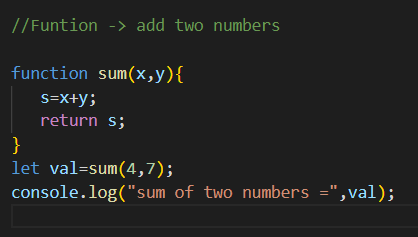 //Funtion -> add two numbers
function sum(x,y){
s=x+y;
return s;
}
let val=sum(4,7);
console.log("sum of two numbers =",val);